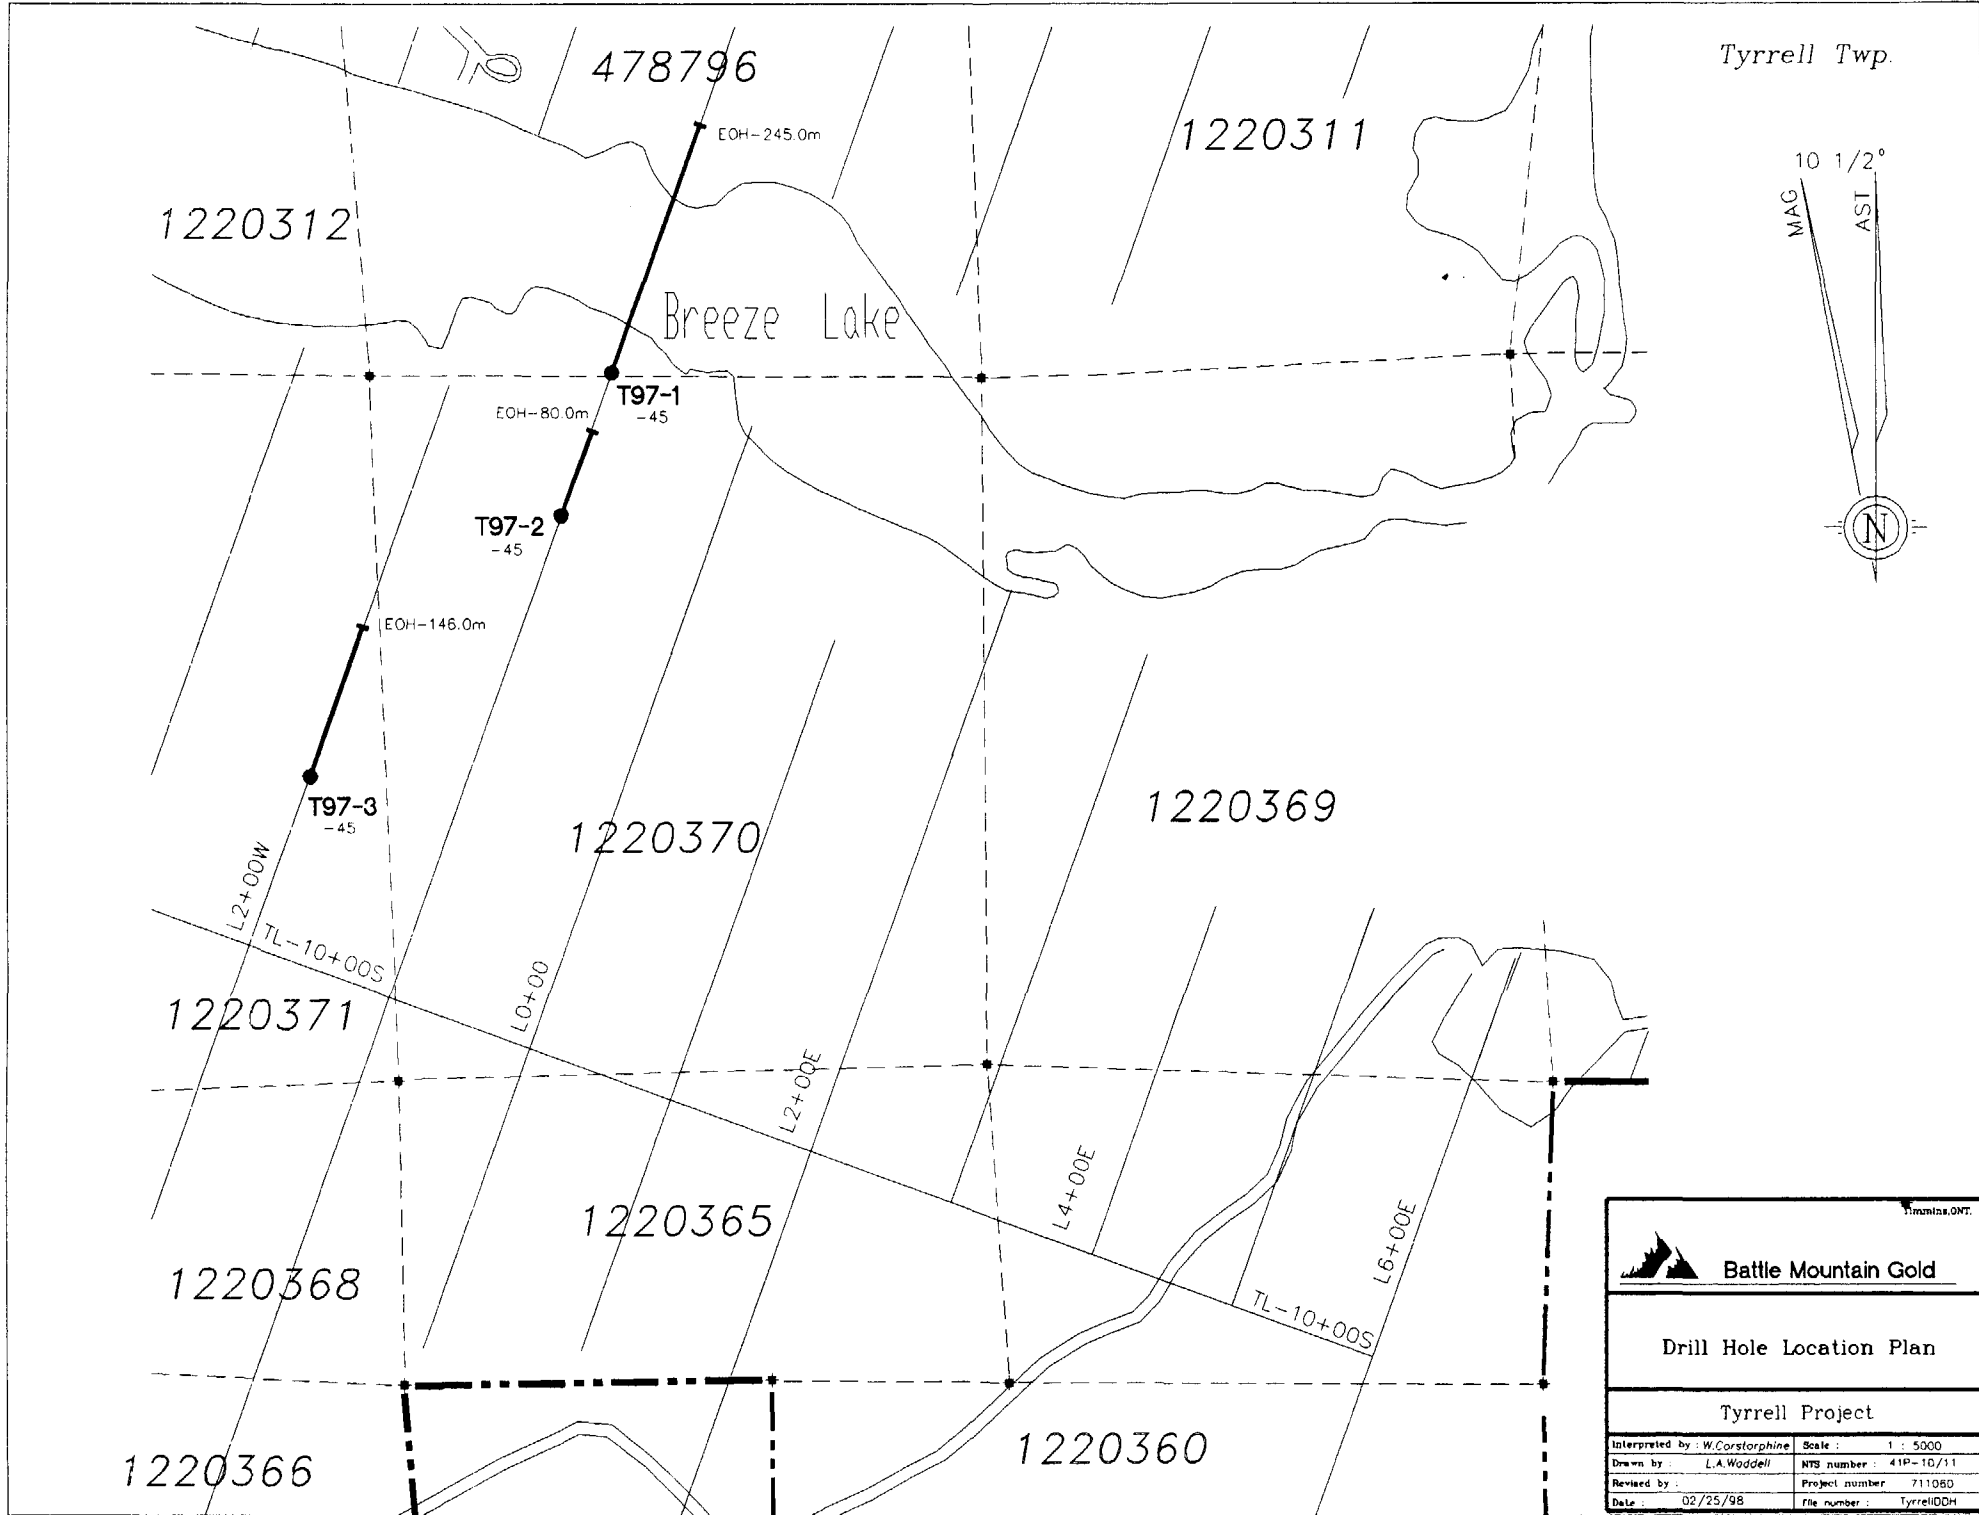 Tyrrell Twp.
478796
EOH-245.0m
1220311
10 1/2°
MAG
AST
1220312
Breeze Lake
T97-1
-45
EOH-80.0m
T97-2
-45
N
EOH-146.0m
T97-3
-45
1220369
1220370
L2+00W
TL-10+00S
L0+00
1220371
L2+00E
L4+00E
1220365
L6+00E
1220368
TL-10+00S
1220360
1220366
Timmins,ONT.
Battle Mountain Gold
Drill Hole Location Plan
Tyrrell Project
Interpreted by : W.Corstorphine Scale : 1 : 5000
Drawn by : L.A.Waddell NTS number : 41P-10/11
Revised by : Project number 711060
Date : 02/25/98 File number : TyrrellDDH